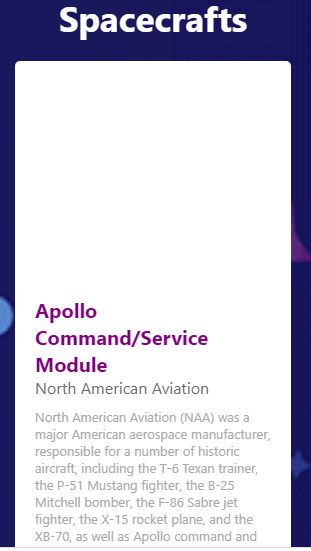 Spacecrafts
Apollo
Command/Service
Module
North American Aviation
North American Aviation (NAA) was a
major American aerospace manufacturer,
responsible for a number of historic
aircraft, including the T-6 Texan trainer,
the P-51 Mustang fighter, the B-25
Mitchell bomber, the F-86 Sabre jet
fighter, the X-15 rocket plane, and the
XB-70, as well as Apollo command and